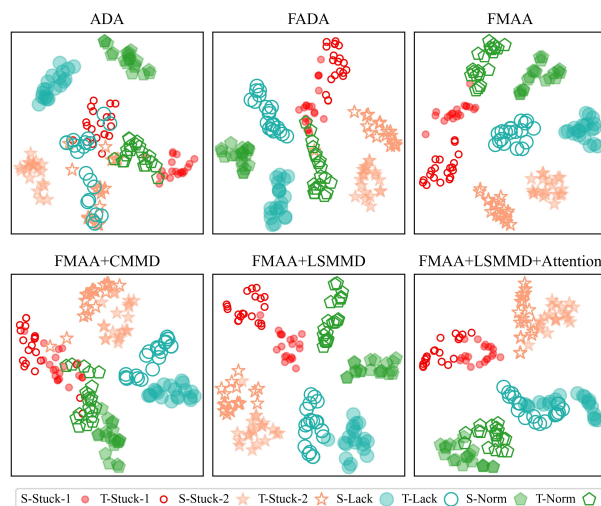 ADA FADA FMAA
FMAA+CMMD FMAA+LSMMD FMAA+LSMMD+Attention
S-Stuck-1 T-Stuck-1 S-Stuck-2 T-Stuck-2 S-Lack T-Lack S-Norm T-Norm